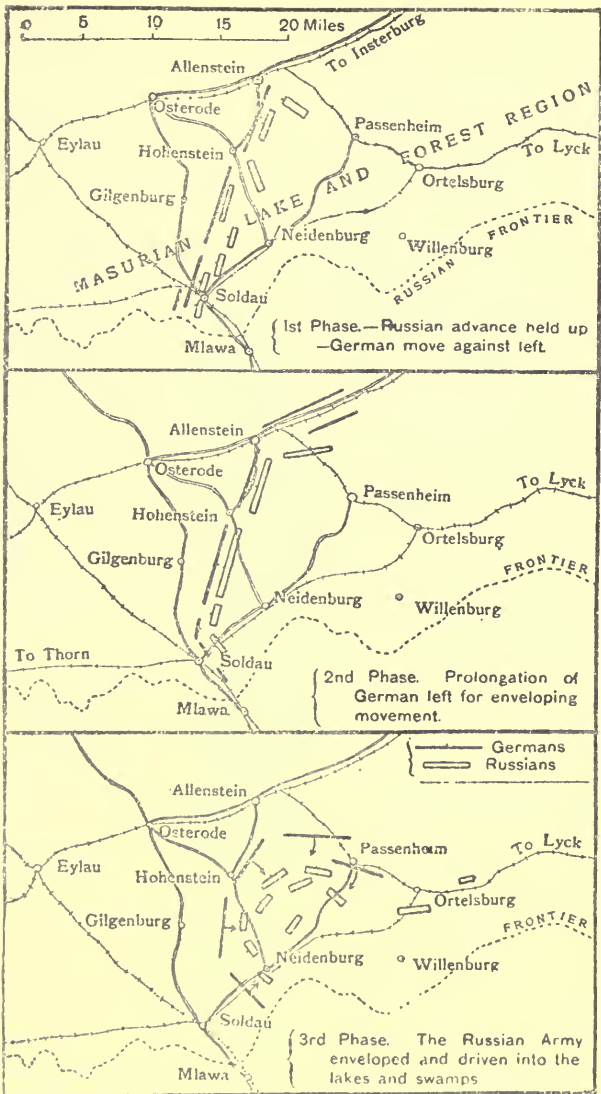 0 5 10 15 20 Miles
To Insterburg
Allenstein
Osterode
Passenheim
Eylau
Hohenstein
To Lyck
Ortelsburg
Gilgenburg
MASURIAN LAKE AND FOREST REGION
Neidenburg
Willenburg
RUSSIAN FRONTIER
Soldau
Mlawa
1st Phase.—Russian advance held up
—German move against left.
Allenstein
Osterode
To Lyck
Passenheim
Eylau
Hohenstein
Ortelsburg
Gilgenburg
FRONTIER
Neidenburg
Willenburg
To Thorn
Soldau
Mlawa
2nd Phase. Prolongation of
German left for enveloping
movement.
Germans
Russians
Allenstein
Osterode
Passenheim
To Lyck
Eylau
Hohenstein
Ortelsburg
Gilgenburg
FRONTIER
Neidenburg
Willenburg
Soldau
Mlawa
3rd Phase. The Russian Army
enveloped and driven into the
lakes and swamps